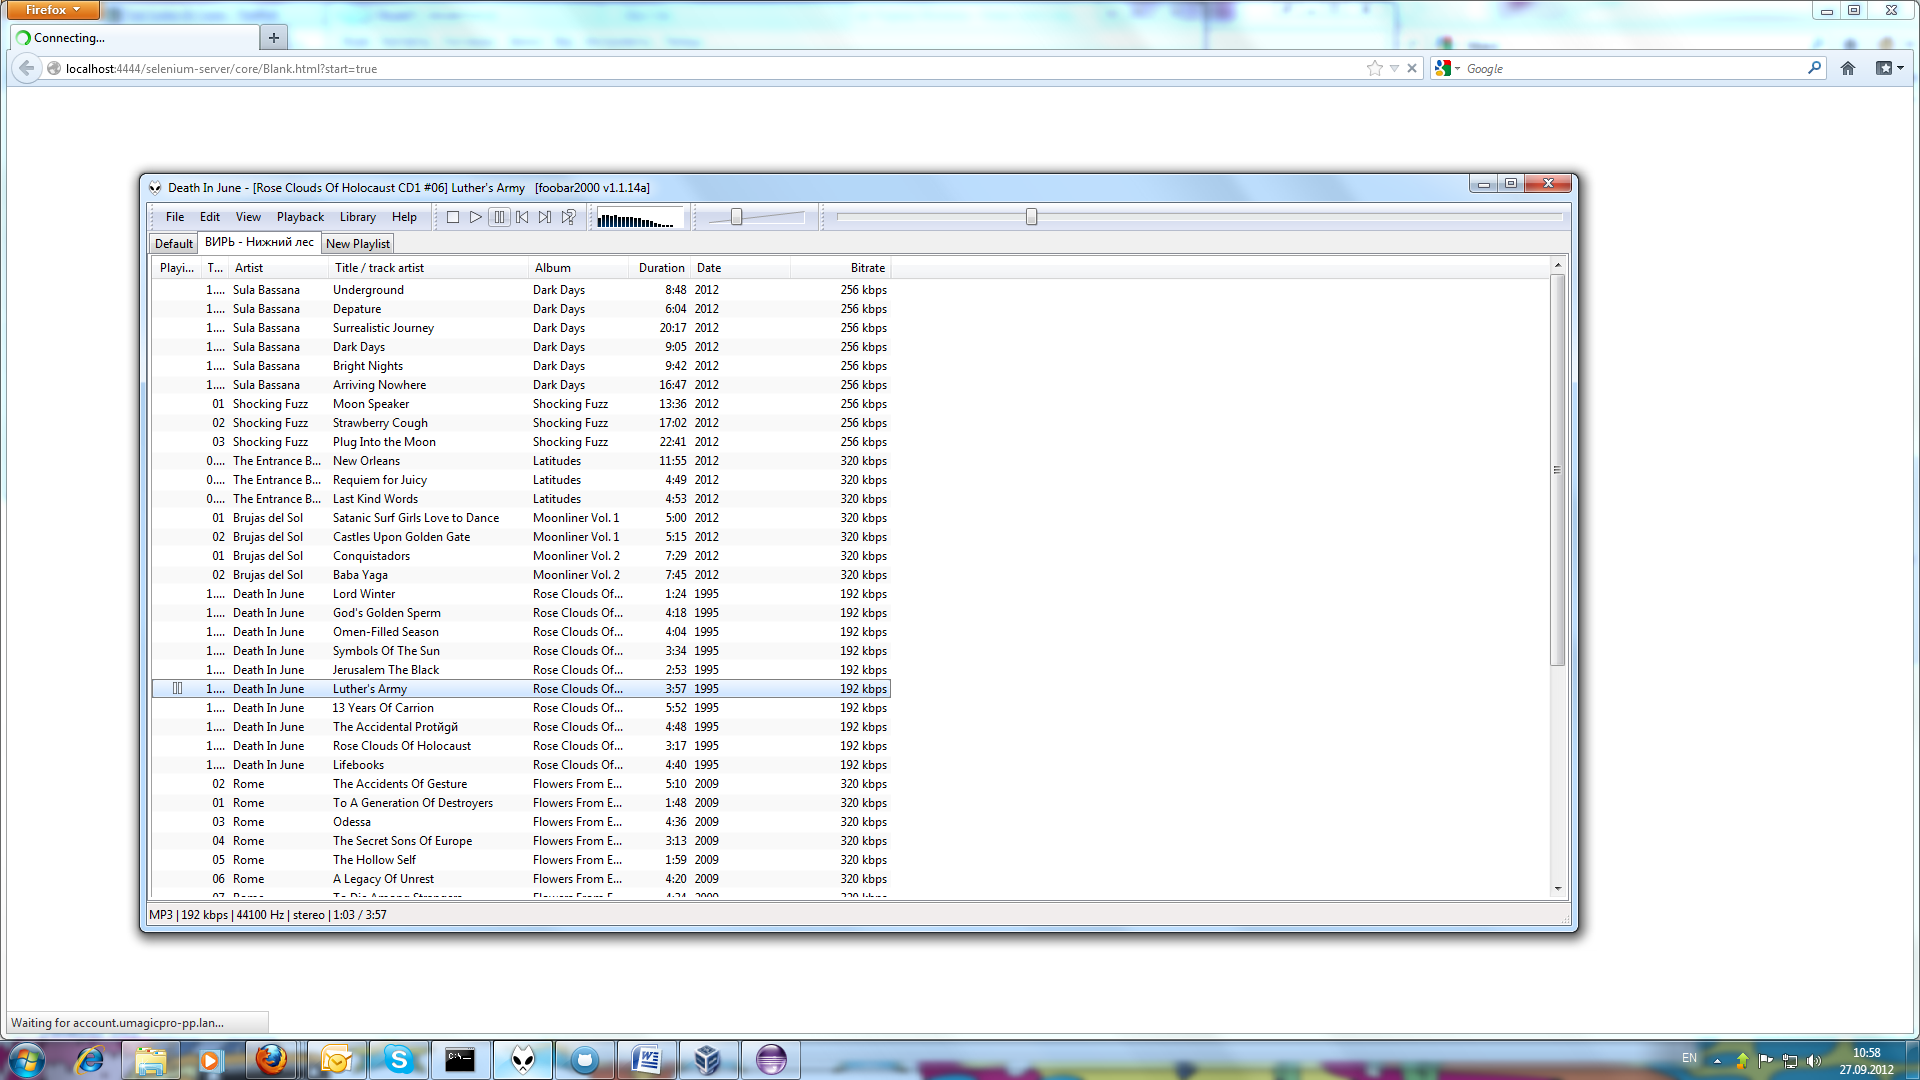 Firefox
Connecting...
localhost:4444/selenium-server/core/Blank.html?start=true
Google
Death In June - [Rose Clouds Of Holocaust CD1 #06] Luther's Army [foobar2000 v1.1.14a]
File Edit View Playback Library Help
Default ВИРЬ - Нижний лес New Playlist
Playi... T... Artist Title / track artist Album Duration Date Bitrate
1.... Sula Bassana Underground Dark Days 8:48 2012 256 kbps
1.... Sula Bassana Depature Dark Days 6:04 2012 256 kbps
1.... Sula Bassana Surrealistic Journey Dark Days 20:17 2012 256 kbps
1.... Sula Bassana Dark Days Dark Days 9:05 2012 256 kbps
1.... Sula Bassana Bright Nights Dark Days 9:42 2012 256 kbps
1.... Sula Bassana Arriving Nowhere Dark Days 16:47 2012 256 kbps
01 Shocking Fuzz Moon Speaker Shocking Fuzz 13:36 2012 256 kbps
02 Shocking Fuzz Strawberry Cough Shocking Fuzz 17:02 2012 256 kbps
03 Shocking Fuzz Plug Into the Moon Shocking Fuzz 22:41 2012 256 kbps
0.... The Entrance B... New Orleans Latitudes 11:55 2012 320 kbps
0.... The Entrance B... Requiem for Juicy Latitudes 4:49 2012 320 kbps
0.... The Entrance B... Last Kind Words Latitudes 4:53 2012 320 kbps
01 Brujas del Sol Satanic Surf Girls Love to Dance Moonliner Vol. 1 5:00 2012 320 kbps
02 Brujas del Sol Castles Upon Golden Gate Moonliner Vol. 1 5:15 2012 320 kbps
01 Brujas del Sol Conquistadors Moonliner Vol. 2 7:29 2012 320 kbps
02 Brujas del Sol Baba Yaga Moonliner Vol. 2 7:45 2012 320 kbps
1.... Death In June Lord Winter Rose Clouds Of... 1:24 1995 192 kbps
1.... Death In June God's Golden Sperm Rose Clouds Of... 4:18 1995 192 kbps
1.... Death In June Omen-Filled Season Rose Clouds Of... 4:04 1995 192 kbps
1.... Death In June Symbols Of The Sun Rose Clouds Of... 3:34 1995 192 kbps
1.... Death In June Jerusalem The Black Rose Clouds Of... 2:53 1995 192 kbps
1.... Death In June Luther's Army Rose Clouds Of... 3:57 1995 192 kbps
1.... Death In June 13 Years Of Carrion Rose Clouds Of... 5:52 1995 192 kbps
1.... Death In June The Accidental Protйgй Rose Clouds Of... 4:48 1995 192 kbps
1.... Death In June Rose Clouds Of Holocaust Rose Clouds Of... 3:17 1995 192 kbps
1.... Death In June Lifebooks Rose Clouds Of... 4:40 1995 192 kbps
02 Rome The Accidents Of Gesture Flowers From E... 5:10 2009 320 kbps
01 Rome To A Generation Of Destroyers Flowers From E... 1:48 2009 320 kbps
03 Rome Odessa Flowers From E... 4:36 2009 320 kbps
04 Rome The Secret Sons Of Europe Flowers From E... 3:13 2009 320 kbps
05 Rome The Hollow Self Flowers From E... 1:59 2009 320 kbps
06 Rome A Legacy Of Unrest Flowers From E... 4:20 2009 320 kbps
07 Rome To Die Among Strangers Flowers From E... 4:34 2009 320 kbps
MP3 | 192 kbps | 44100 Hz | stereo | 1:03 / 3:57
Waiting for account.umagicpro-pp.lan...
C:\_
EN
10:58
27.09.2012